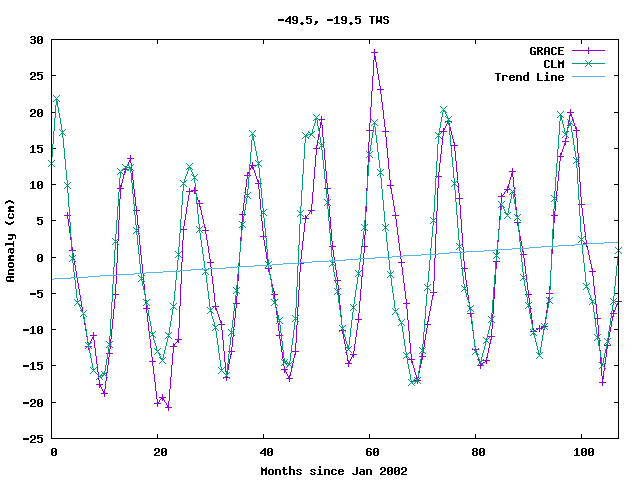 -49.5, -19.5 TWS
GRACE
CLM
Trend Line
30
25
20
15
10
5
0
-5
-10
-15
-20
-25
Anomaly (cm)
0 20 40 60 80 100
Months since Jan 2002